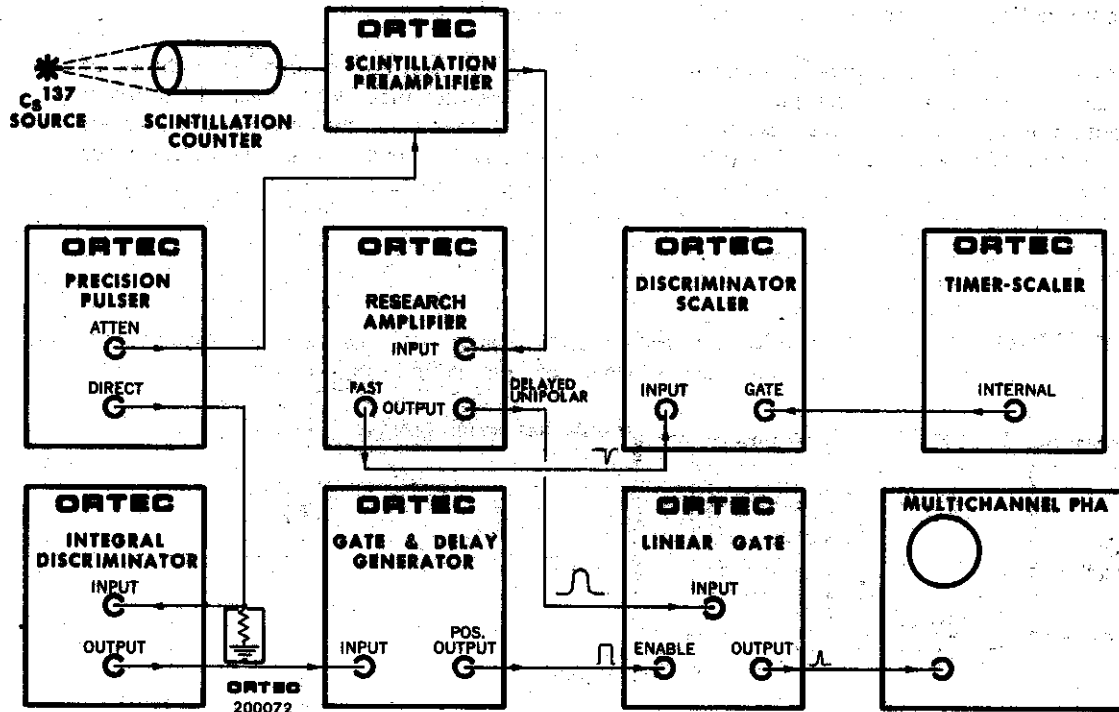 ORTEC
SCINTILLATION
PREAMPLIFIER
Cs137
SOURCE
SCINTILLATION
COUNTER
ORTEC
PRECISION
PULSER
ATTEN
DIRECT
ORTEC
RESEARCH
AMPLIFIER
INPUT
FAST
OUTPUT
DELAYED
UNIPOLAR
ORTEC
DISCRIMINATOR
SCALER
INPUT
GATE
ORTEC
TIMER-SCALER
INTERNAL
ORTEC
INTEGRAL
DISCRIMINATOR
INPUT
OUTPUT
ORTEC
200072
ORTEC
GATE & DELAY
GENERATOR
INPUT
POS.
OUTPUT
ORTEC
LINEAR GATE
INPUT
ENABLE
OUTPUT
MULTICHANNEL PHA